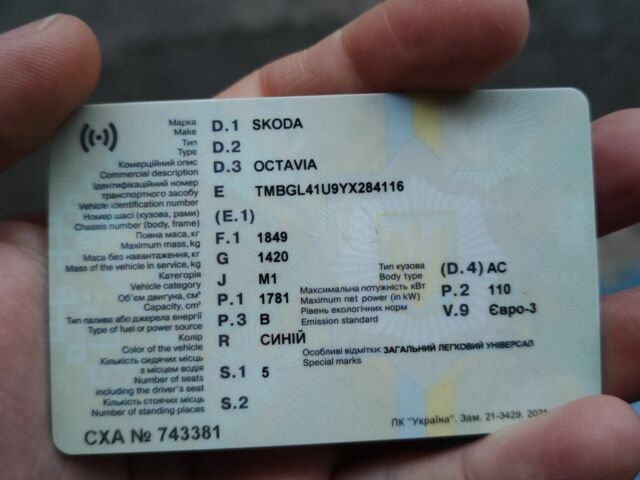 Марка D.1 SKODA
Make
Тип D.2
Type
Комерційний опис D.3 OCTAVIA
Commercial description
Ідентифікаційний номер
транспортного засобу E TMBGL41U9YX284116
Vehicle identification number
Номер шасі (кузова, рами) (E.1)
Chassis number (body, frame)
Повна маса, кг F.1 1849
Maximum mass, kg
Маса без навантаження, кг G 1420
Mass of the vehicle in service, kg
Категорія J M1
Vehicle category
Об'єм двигуна, см³ P.1 1781
Capacity, cm³
Тип палива або джерела енергії P.3 B
Type of fuel or power source
Колір R СИНІЙ
Color of the vehicle
Кількість сидячих місць
з місцем водія S.1 5
Number of seats
including the driver's seat
Кількість стоячих місць S.2
Number of standing places
Тип кузова (D.4) AC
Body type
Максимальна потужність кВт P.2 110
Maximum net power (in kW)
Рівень екологічних норм V.9 Євро-3
Emission standard
Особливі відмітки: ЗАГАЛЬНИЙ ЛЕГКОВИЙ УНІВЕРСАЛ
Special marks
CXA № 743381
ПК "Україна". Зам. 21-3429. 2021